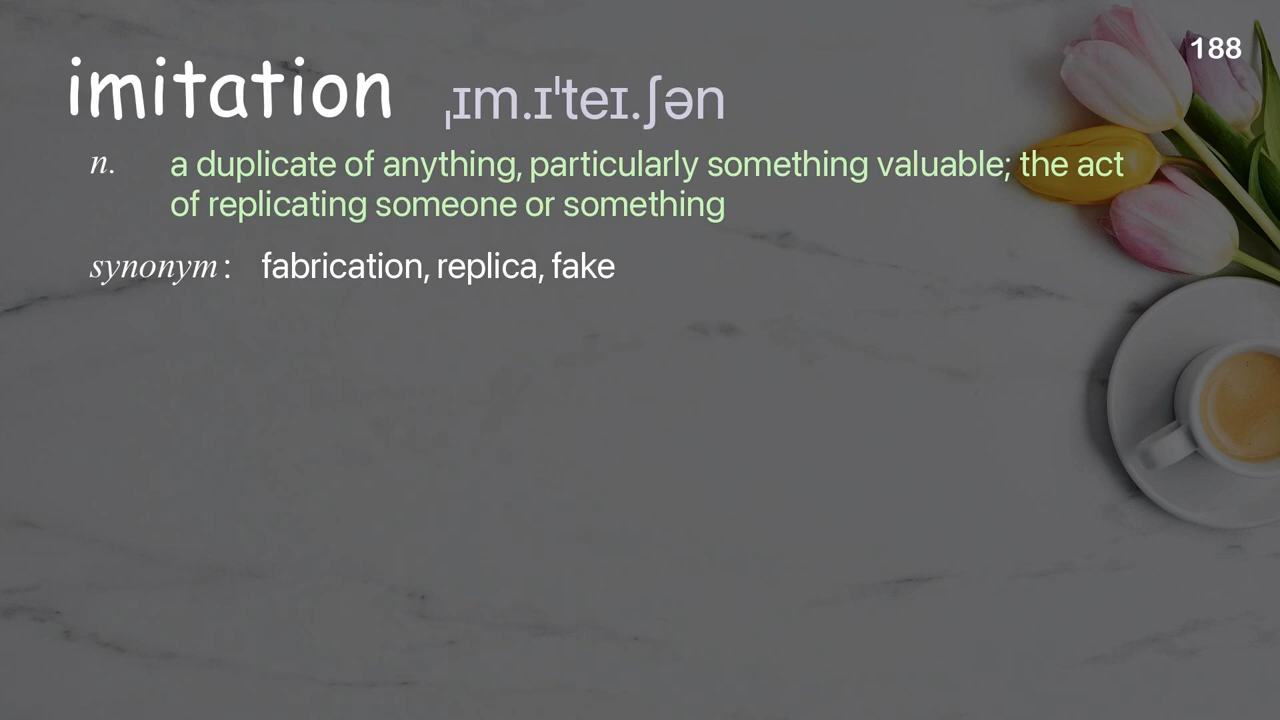 188
imitation ˌɪm.ɪˈteɪ.ʃən
n. a duplicate of anything, particularly something valuable; the act
of replicating someone or something
synonym: fabrication, replica, fake